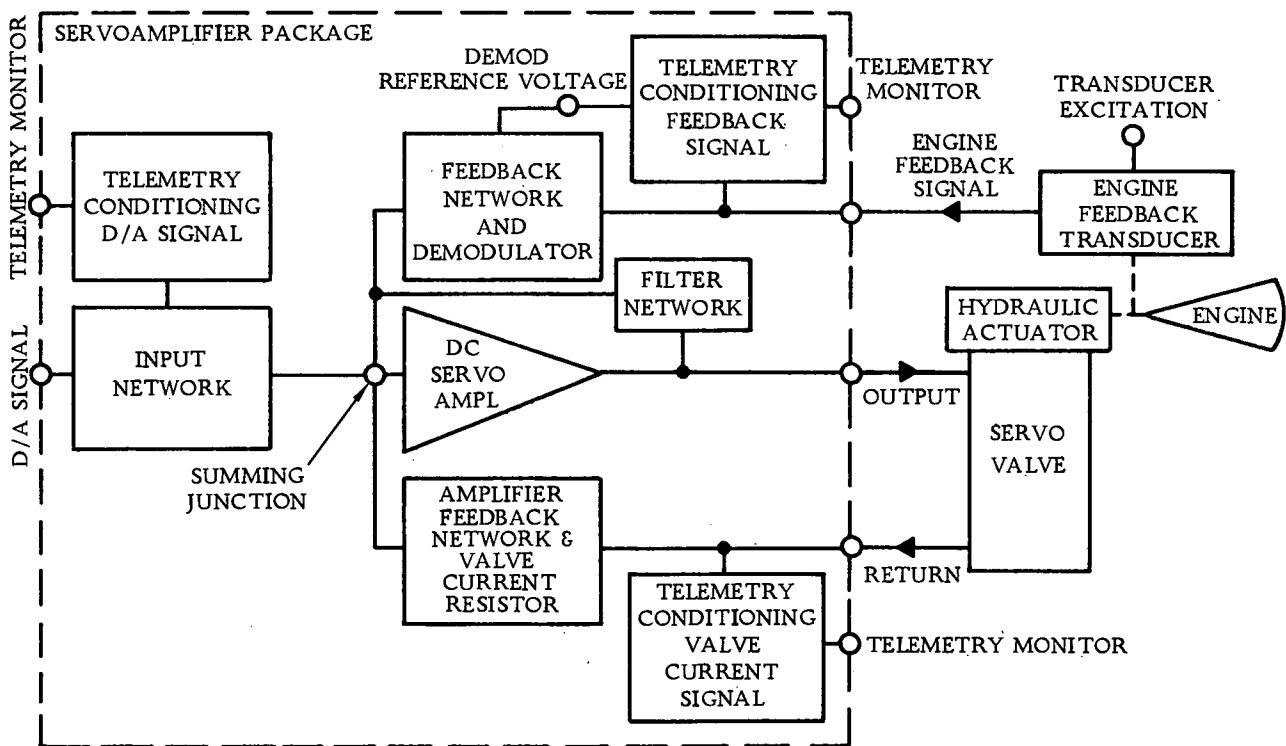 SERVOAMPLIFIER PACKAGE
TELEMETRY MONITOR
D/A SIGNAL
TELEMETRY
CONDITIONING
D/A SIGNAL
INPUT
NETWORK
SUMMING
JUNCTION
DEMOD
REFERENCE VOLTAGE
FEEDBACK
NETWORK
AND
DEMODULATOR
TELEMETRY
CONDITIONING
FEEDBACK
SIGNAL
TELEMETRY
MONITOR
FILTER
NETWORK
DC
SERVO
AMPL
AMPLIFIER
FEEDBACK
NETWORK &
VALVE
CURRENT
RESISTOR
TELEMETRY
CONDITIONING
VALVE
CURRENT
SIGNAL
TELEMETRY MONITOR
ENGINE
FEEDBACK
SIGNAL
TRANSDUCER
EXCITATION
ENGINE
FEEDBACK
TRANSDUCER
HYDRAULIC
ACTUATOR
ENGINE
OUTPUT
SERVO
VALVE
RETURN